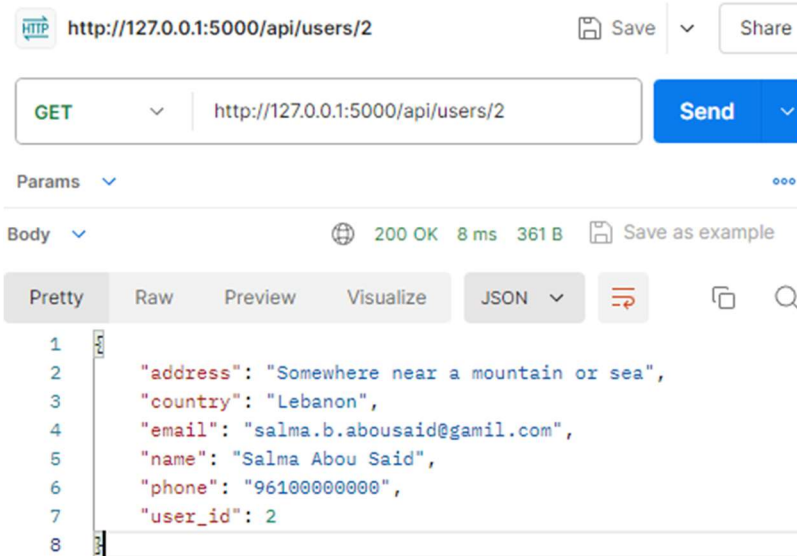 HTTP http://127.0.0.1:5000/api/users/2 Save Share
GET http://127.0.0.1:5000/api/users/2 Send
Params
Body 200 OK 8 ms 361 B Save as example
Pretty Raw Preview Visualize JSON
1 {
2 "address": "Somewhere near a mountain or sea",
3 "country": "Lebanon",
4 "email": "salma.b.abousaid@gamil.com",
5 "name": "Salma Abou Said",
6 "phone": "96100000000",
7 "user_id": 2
8 }